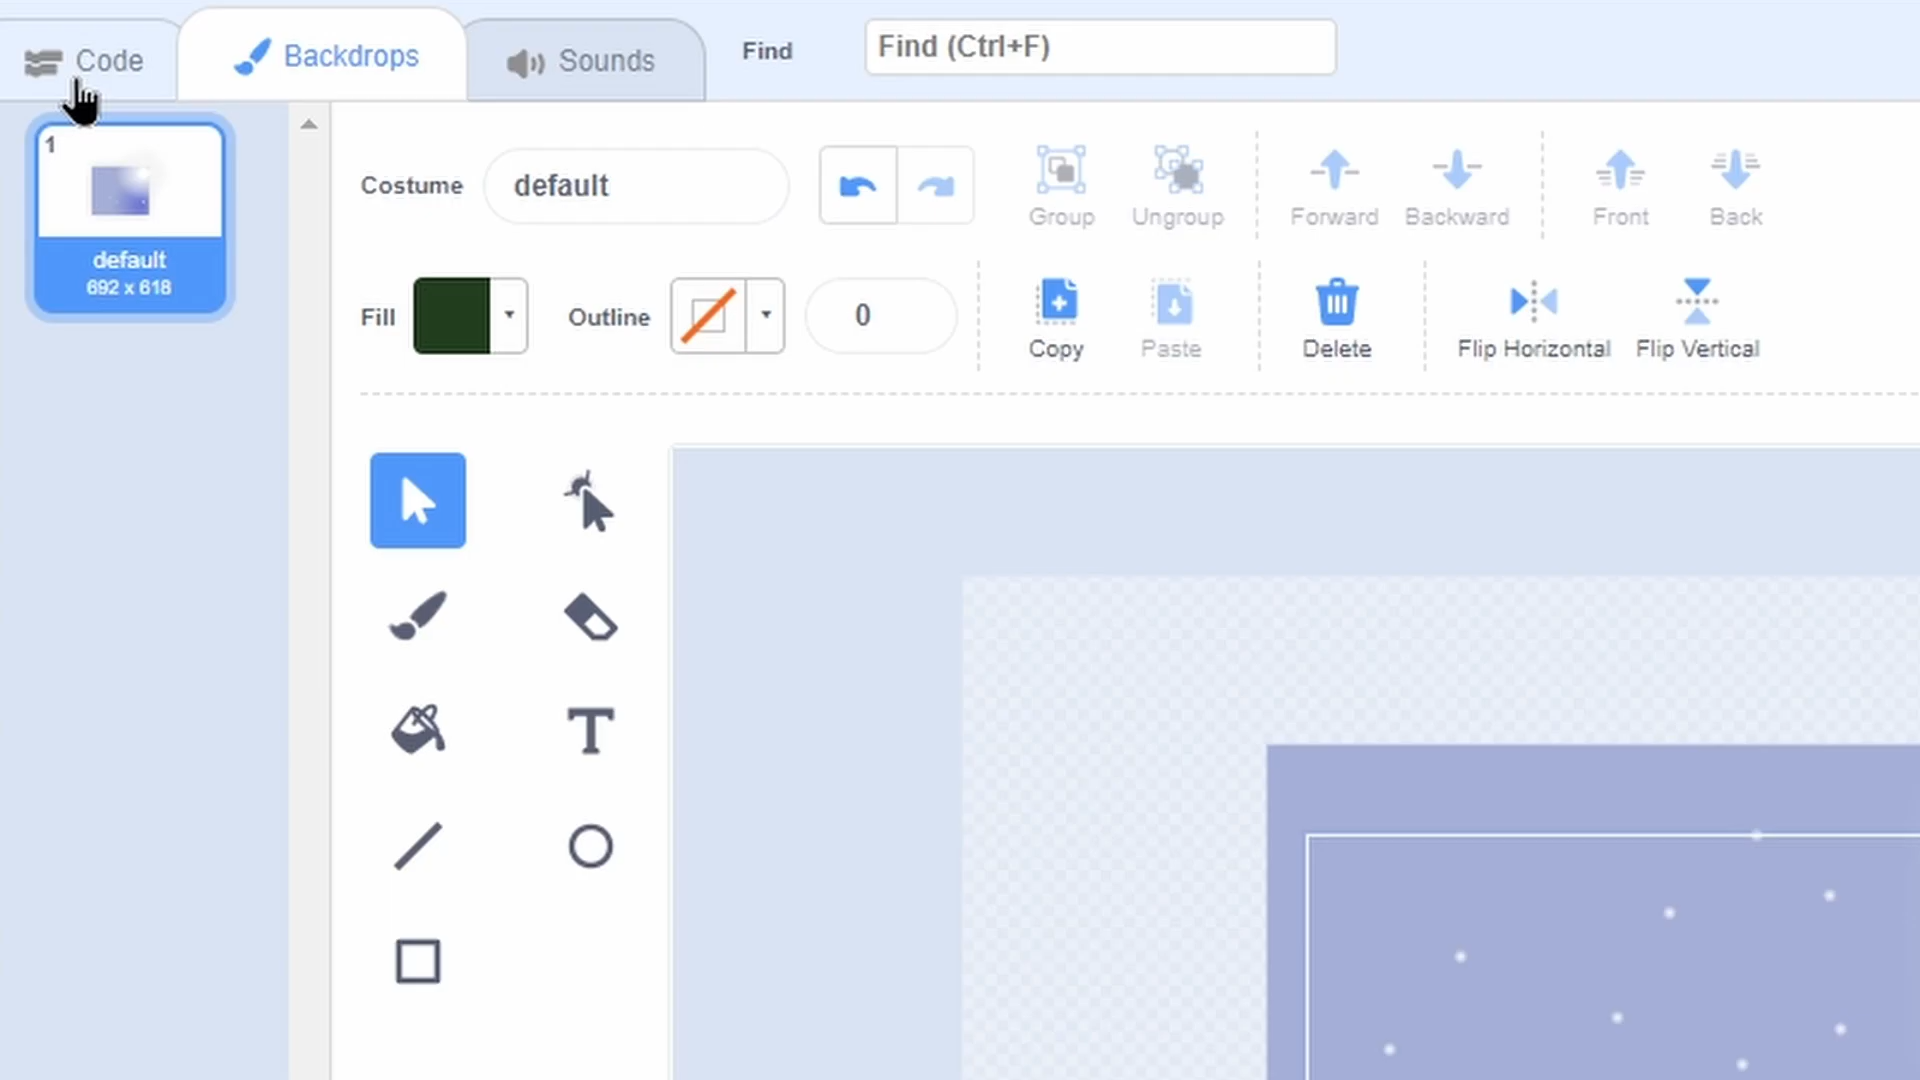 Code
Backdrops
Sounds
Find
Find (Ctrl+F)
1
default
692 x 618
Costume
default
Group
Ungroup
Forward
Backward
Front
Back
Fill
Outline
0
Copy
Paste
Delete
Flip Horizontal
Flip Vertical
T